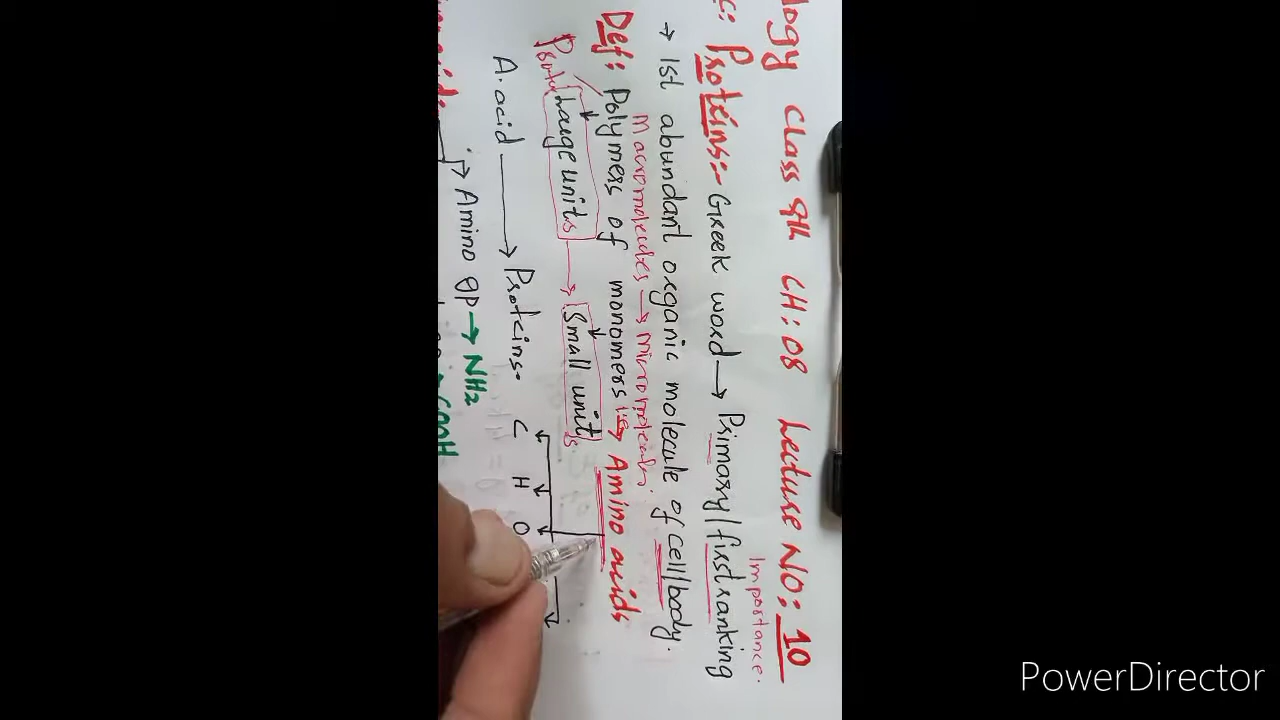 logy Class 9th CH: 08 Lecture NO: 10
Importance.
c: Proteins:- Greek word → Primary/first ranking
→ 1st abundant organic molecule of cell/body.
Macromolecules → micromolecules.
Def: Polymers of monomers i.e → Amino acids
Large units → Small units
A. acid → Proteins. C H O
Amino gp → NH2
COOH
PowerDirector